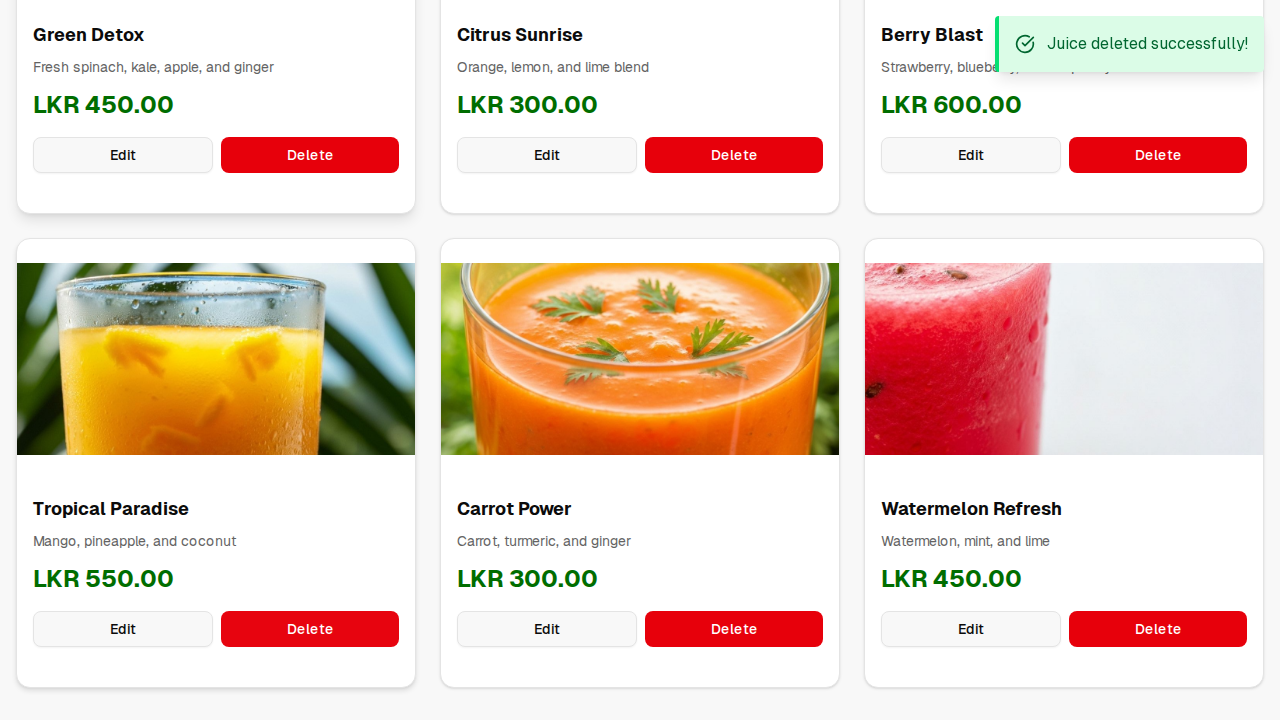 Green Detox
Fresh spinach, kale, apple, and ginger
LKR 450.00
Edit
Delete
Citrus Sunrise
Orange, lemon, and lime blend
LKR 300.00
Edit
Delete
Berry Blast
Strawberry,
LKR 600.00
Edit
Delete
Juice deleted successfully!
Tropical Paradise
Mango, pineapple, and coconut
LKR 550.00
Edit
Delete
Carrot Power
Carrot, turmeric, and ginger
LKR 300.00
Edit
Delete
Watermelon Refresh
Watermelon, mint, and lime
LKR 450.00
Edit
Delete